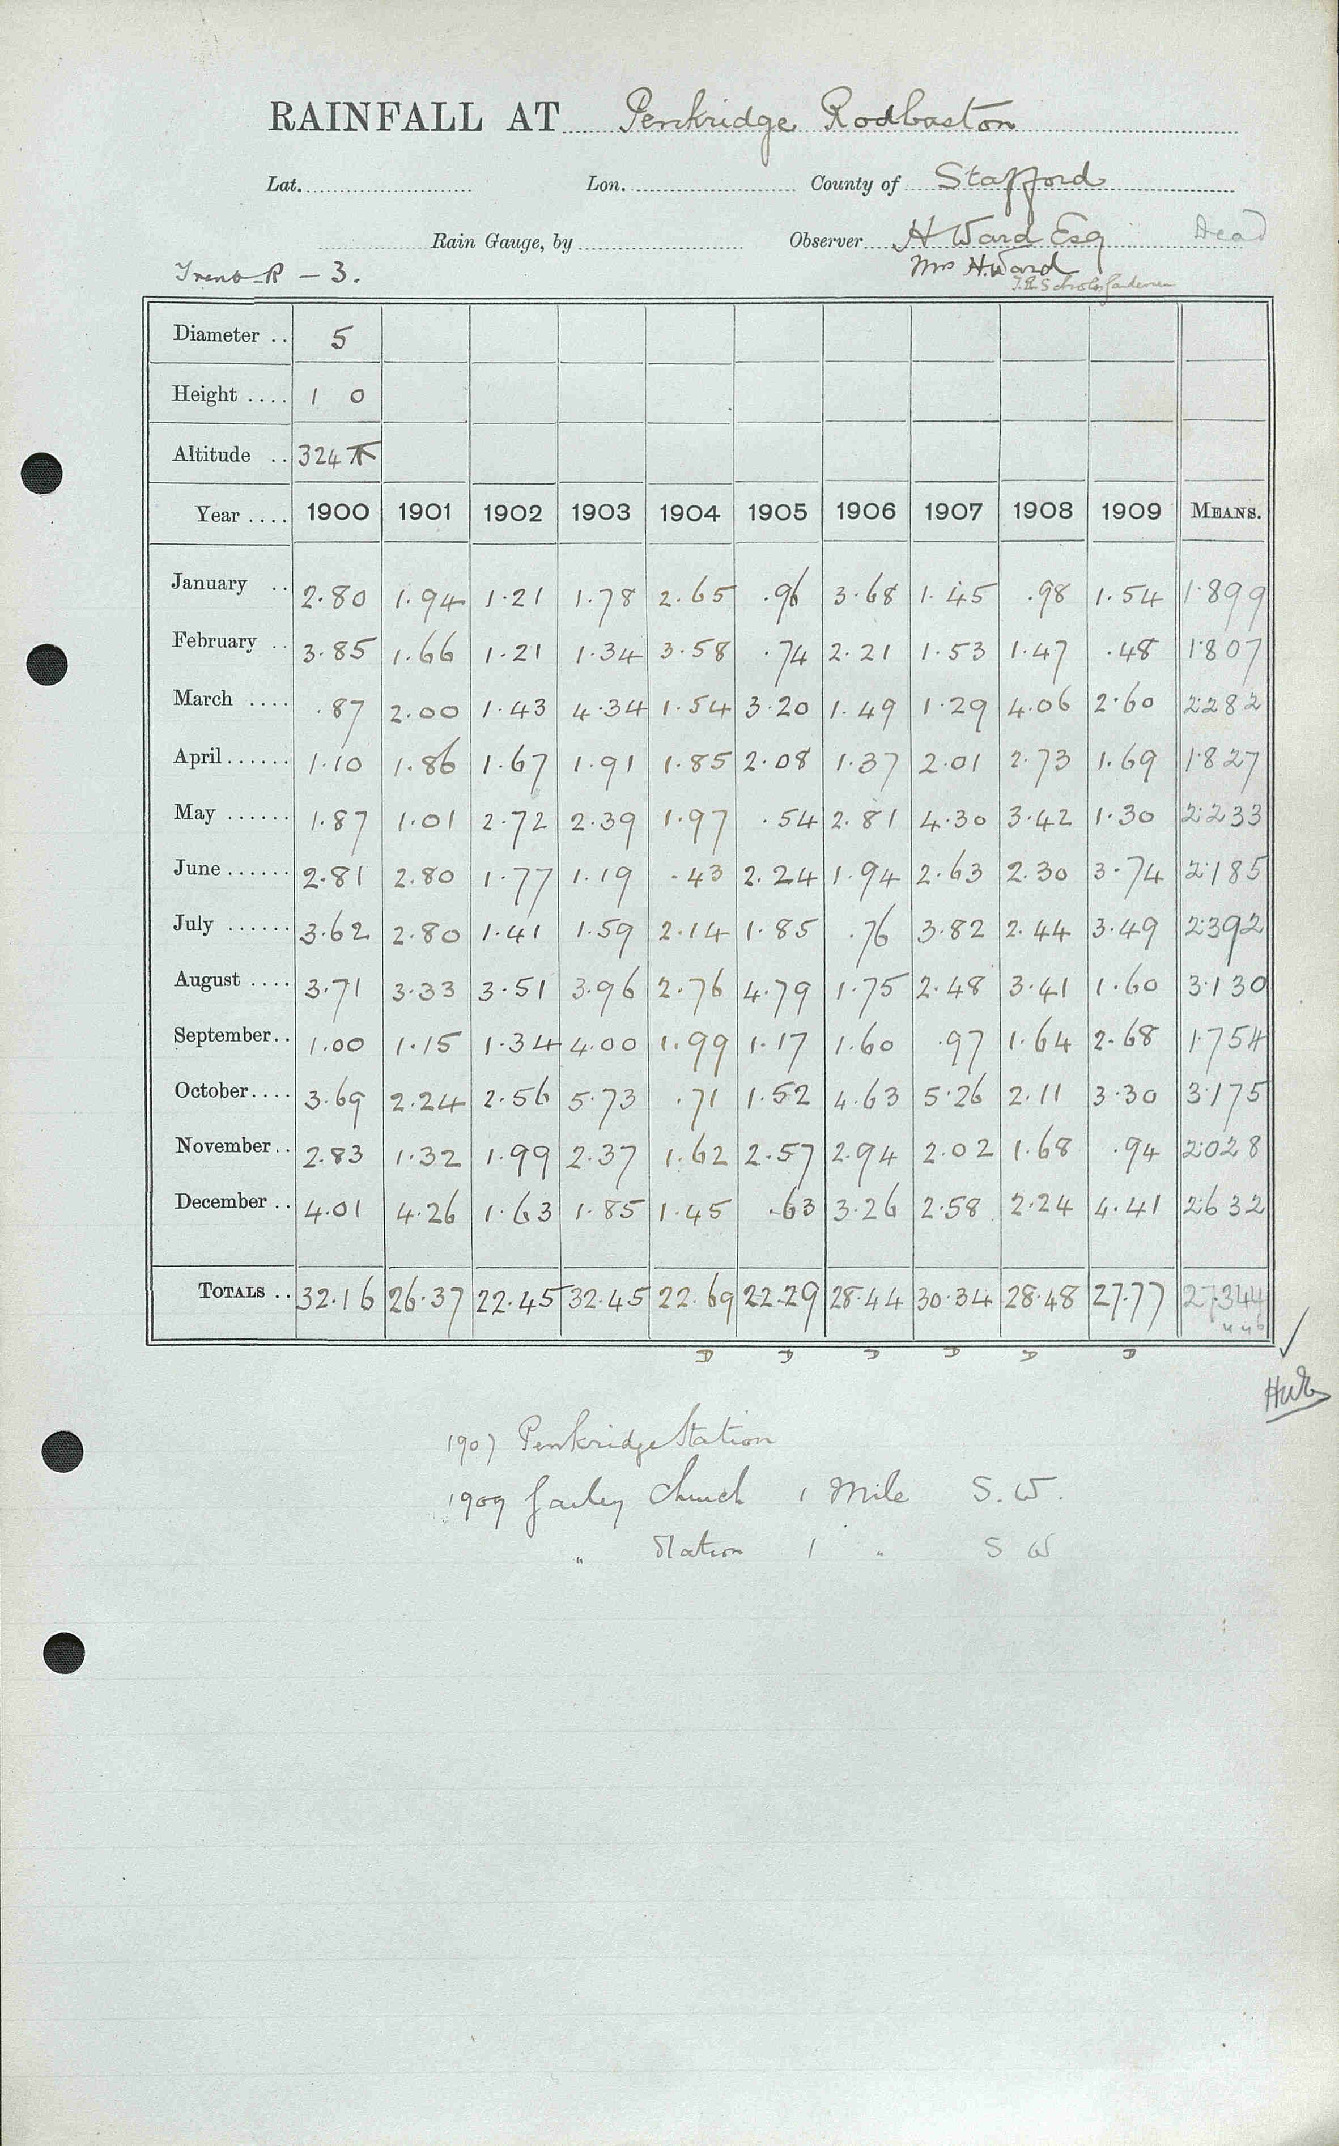 RAINFALL AT Penkridge Rodbaston
Lat. Lon. County of Stafford
Rain Gauge, by Observer H Ward Esq Dead
Trent R – 3. Mrs H. Ward
Diameter .. 5
Height .... 1 0
Altitude .. 324 ft
Year .... 1900 1901 1902 1903 1904 1905 1906 1907 1908 1909 MEANS.
January .. 2.80 1.94 1.21 1.78 2.65 .96 3.68 1.45 .98 1.54 1.899
February .. 3.85 1.66 1.21 1.34 3.58 .74 2.21 1.53 1.47 .48 1.807
March .... .87 2.00 1.43 4.34 1.54 3.20 1.49 1.29 4.06 2.60 2.282
April ...... 1.10 1.86 1.67 1.91 1.85 2.08 1.37 2.01 2.73 1.69 1.827
May ...... 1.87 1.01 2.72 2.39 1.97 .54 2.81 4.30 3.42 1.30 2.233
June ...... 2.81 2.80 1.77 1.19 .43 2.24 1.94 2.63 2.30 3.74 2.185
July ...... 3.62 2.80 1.41 1.59 2.14 1.85 .76 3.82 2.44 3.49 2.392
August .... 3.71 3.33 3.51 3.96 2.76 4.79 1.75 2.48 3.41 1.60 3.130
September .. 1.00 1.15 1.34 4.00 1.99 1.17 1.60 .97 1.64 2.68 1.754
October .... 3.69 2.24 2.56 5.73 .71 1.52 4.63 5.26 2.11 3.30 3.175
November .. 2.83 1.32 1.99 2.37 1.62 2.57 2.94 2.02 1.68 .94 2.028
December .. 4.01 4.26 1.63 1.85 1.45 .63 3.26 2.58 2.24 4.41 2.632
TOTALS .. 32.16 26.37 22.45 32.45 22.69 22.29 28.44 30.34 28.48 27.77 27.344
D D D D D D
1907 Penkridge Station
1909 Gailey Church 1 Mile S. W.
" Station 1 " S W